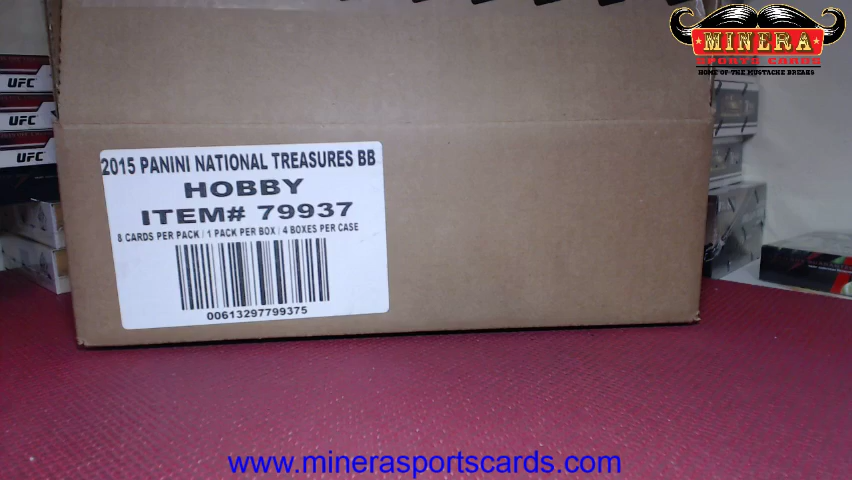 MINERA
SPORTS CARDS
HOME OF THE MUSTACHE BREAKS
UFC
UFC
UFC
2015 PANINI NATIONAL TREASURES BB
HOBBY
ITEM# 79937
8 CARDS PER PACK / 1 PACK PER BOX / 4 BOXES PER CASE
00613297799375
www.minerasportscards.com